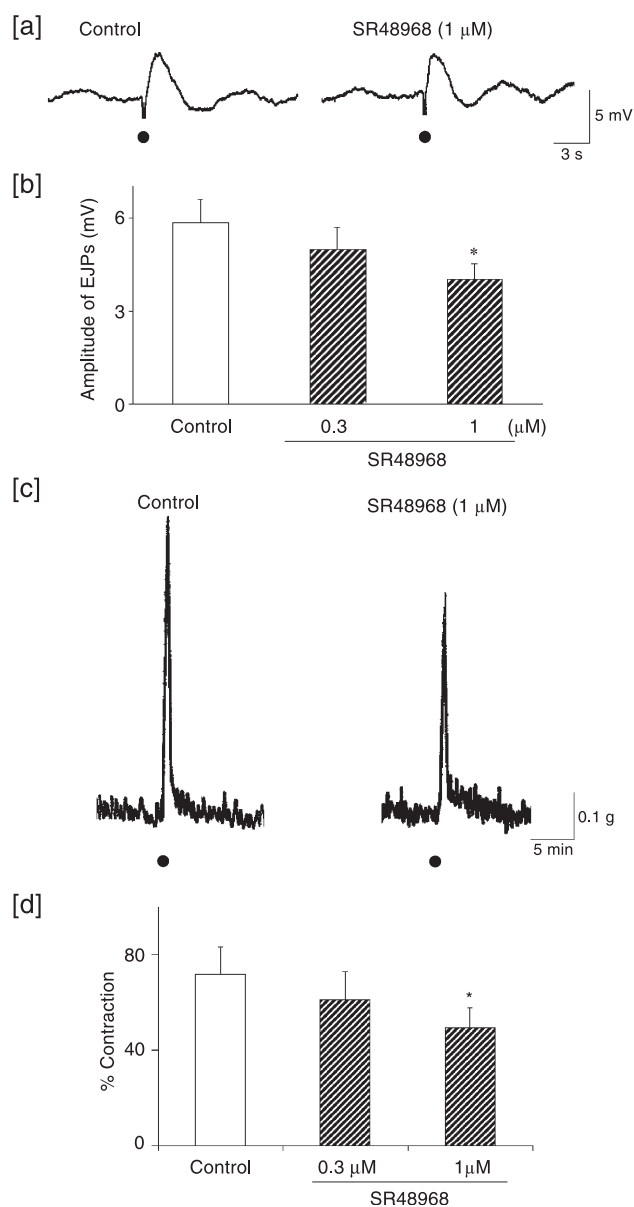 [a]
Control SR48968 (1 μM)
5 mV
3 s
[b]
Amplitude of EJPs (mV)
6
3
0
*
Control 0.3 1 (μM)
SR48968
[c]
Control SR48968 (1 μM)
0.1 g
5 min
[d]
% Contraction
80
40
0
*
Control 0.3 μM 1μM
SR48968